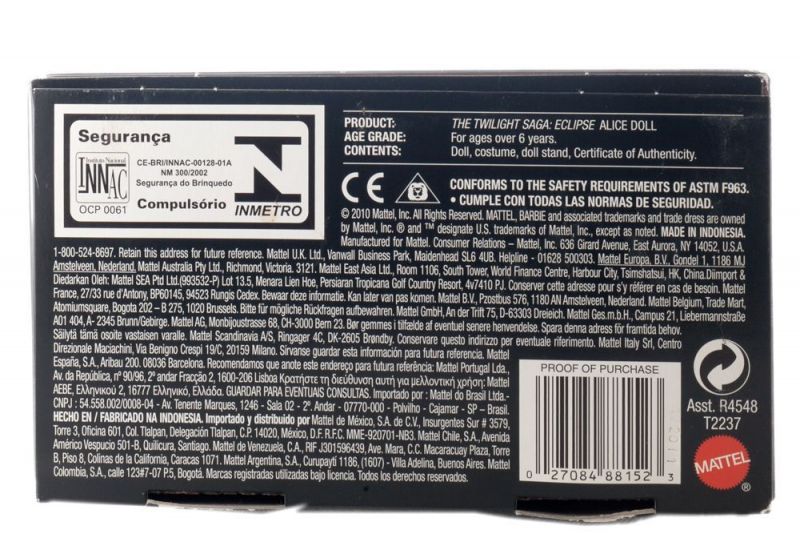 Segurança
Instituto Nacional
INNAC
OCP 0061
CE-BRI/INNAC-00128-01A
NM 300/2002
Segurança do Brinquedo
Compulsório
INMETRO
PRODUCT: THE TWILIGHT SAGA: ECLIPSE ALICE DOLL
AGE GRADE: For ages over 6 years.
CONTENTS: Doll, costume, doll stand, Certificate of Authenticity.
CE
CONFORMS TO THE SAFETY REQUIREMENTS OF ASTM F963.
• CUMPLE CON TODAS LAS NORMAS DE SEGURIDAD.
© 2010 Mattel, Inc. All Rights Reserved. MATTEL, BARBIE and associated trademarks and trade dress are owned
by Mattel, Inc. ® and ™ designate U.S. trademarks of Mattel, Inc., except as noted. MADE IN INDONESIA.
Manufactured for Mattel. Consumer Relations – Mattel, Inc. 636 Girard Avenue, East Aurora, NY 14052, U.S.A.
1-800-524-8697. Retain this address for future reference. Mattel U.K. Ltd., Vanwall Business Park, Maidenhead SL6 4UB. Helpline - 01628 500303. Mattel Europa, B.V., Gondel 1, 1186 MJ
Amstelveen, Nederland. Mattel Australia Pty Ltd., Richmond, Victoria. 3121. Mattel East Asia Ltd., Room 1106, South Tower, World Finance Centre, Harbour City, Tsimshatsui, HK, China.Diimport &
Diedarkan Oleh: Mattel SEA Ptd Ltd.(993532-P) Lot 13.5, Menara Lien Hoe, Persiaran Tropicana Golf Country Resort, 4v7410 PJ. Conserver cette adresse pour s'y référer en cas de besoin. Mattel
France, 27/33 rue d'Antony, BP60145, 94523 Rungis Cedex. Bewaar deze informatie. Kan later van pas komen. Mattel B.V., Postbus 576, 1180 AN Amstelveen, Nederland. Mattel Belgium, Trade Mart,
Atomiumsquare, Bogota 202 – B 275, 1020 Brussels. Bitte für mögliche Rückfragen aufbewahren. Mattel GmbH, An der Trift 75, D-63303 Dreieich. Mattel Ges.m.b.H., Campus 21, Liebermannstraße
A01 404, A- 2345 Brunn/Gebirge. Mattel AG, Monbijoustrasse 68, CH-3000 Bern 23. Bør gemmes i tilfælde af eventuel senere henvendelse. Spara denna adress för framtida behov.
Säilytä tämä osoite vastaisen varalle. Mattel Scandinavia A/S, Ringager 4C, DK-2605 Brøndby. Conservare questo indirizzo per eventuale riferimento. Mattel Italy Srl, Centro
Direzionale Maciachini, Via Benigno Crespi 19/C, 20159 Milano. Sirvanse guardar esta información para futura referencia. Mattel
España, S.A., Aribau 200. 08036 Barcelona. Recomendamos que anote este endereço para futura referência. Mattel Portugal Lda.,
Av. da República, nº 90/96, 2º andar Fracção 2, 1600-206 Lisboa Κρατήστε τη διεύθυνση αυτή για μελλοντική χρήση: Mattel
AEBE, Ελληνικού 2, 16777 Ελληνικό, Ελλάδα. GUARDAR PARA EVENTUAIS CONSULTAS. Importado por : Mattel do Brasil Ltda.-
CNPJ : 54.558.002/0008-04 - Av. Tenente Marques, 1246 - Sala 02 - 2.º Andar - 07770-000 - Polvilho - Cajamar - SP – Brasil.
HECHO EN / FABRICADO NA INDONESIA. Importado y distribuido por Mattel de México, S.A. de C.V., Insurgentes Sur # 3579,
Torre 3, Oficina 601, Col. Tlalpan, Delegación Tlalpan, C.P. 14020, México, D.F. R.F.C. MME-920701-NB3. Mattel Chile, S.A., Avenida
Américo Vespucio 501-B, Quilicura, Santiago. Mattel de Venezuela, C.A., RIF J301596439, Ave. Mara, C.C. Macaracuay Plaza, Torre
B, Piso 8, Colinas de la California, Caracas 1071. Mattel Argentina, S.A., Curupaytí 1186, (1607) - Villa Adelina, Buenos Aires. Mattel
Colombia, S.A., calle 123#7-07 P.5, Bogotá. Marcas registradas utilizadas bajo licencia. Todos los derechos reservados.
PROOF OF PURCHASE
0 27084 88152 3
Asst. R4548
T2237
MATTEL
®